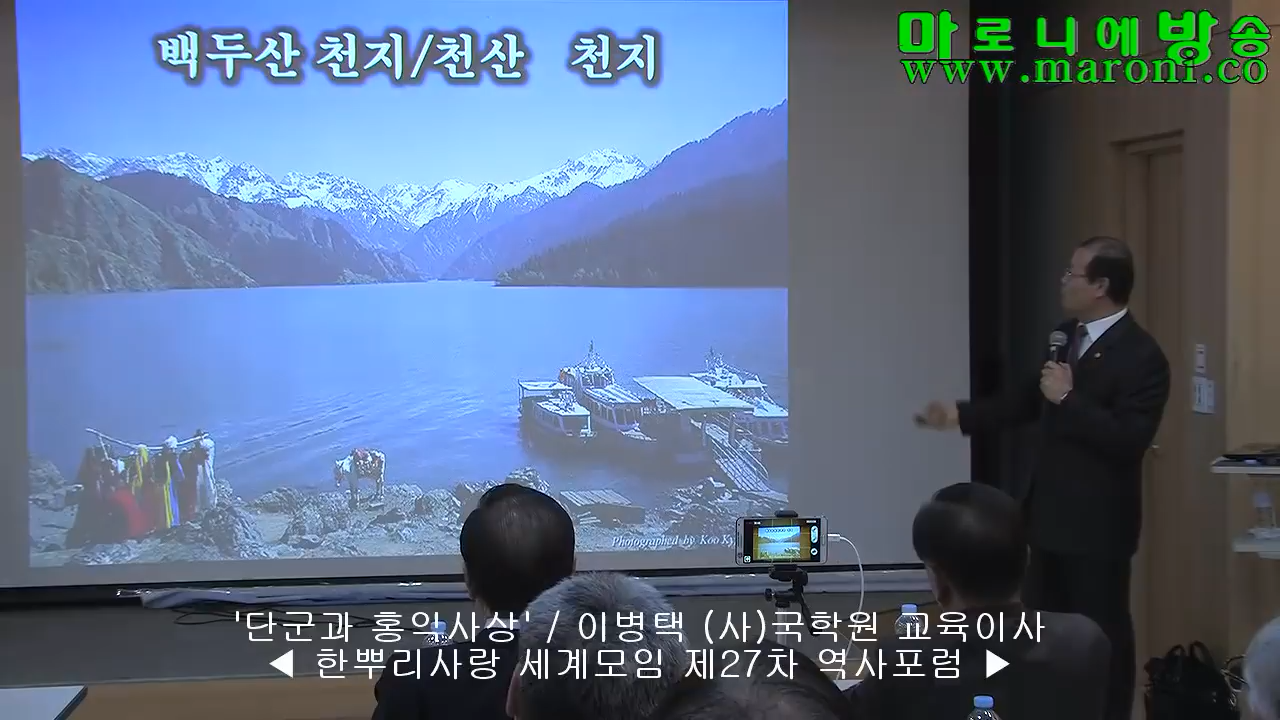 백두산 천지/천산 천지
마로니에방송
www.maroni.co
Photographed by Koo
'단군과 홍익사상' / 이병택 (사)국학원 교육이사
◀ 한뿌리사랑 세계모임 제27차 역사포럼 ▶